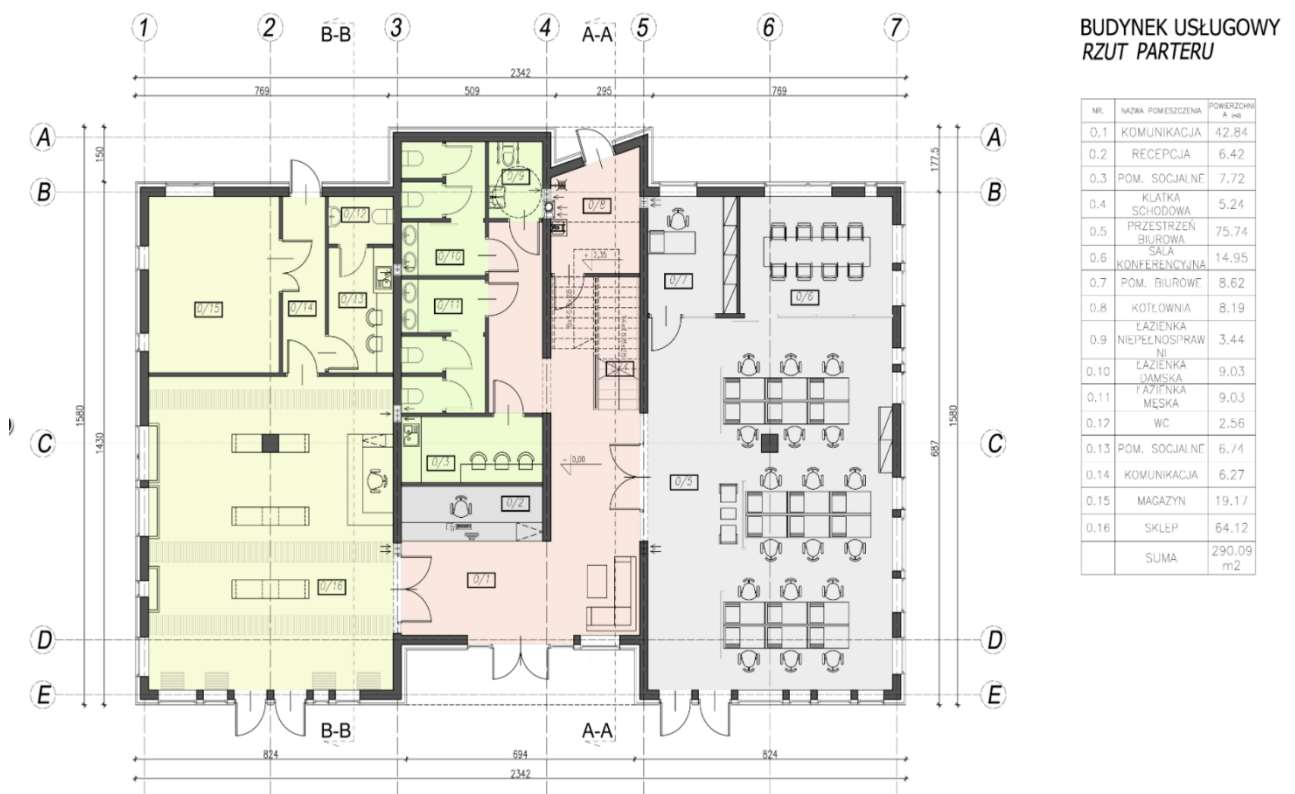 BUDYNEK USŁUGOWY
RZUT PARTERU
1 2 B-B 3 4 A-A 5 6 7
2342
769 509 295 769
A A
150 177.5
B B
0/9
0/12 0/8
0/10
+ 2,35
0/7
0/6
0/13
0/15 0/14
0/11
1580 1430 687 1580
C C
0/3 ± 0,00
0/5
0/2
0/1
0/16
D D
E E
B-B A-A
824 694 824
2342
NR. NAZWA POMIESZCZENIA POWIERZCHNI
A (m2)
0.1 KOMUNIKACJA 42.84
0.2 RECEPCJA 6.42
0.3 POM. SOCJALNE 7.72
0.4 KLATKA
SCHODOWA 5.24
0.5 PRZESTRZEŃ
BIUROWA 75.74
0.6 SALA
KONFERENCYJNA 14.95
0.7 POM. BIUROWE 8.62
0.8 KOTŁOWNIA 8.19
0.9 ŁAZIENKA
NIEPEŁNOSPRAW
NI 3.44
0.10 ŁAZIENKA
DAMSKA 9.03
0.11 ŁAZIENKA
MĘSKA 9.03
0.12 WC 2.56
0.13 POM. SOCJALNE 6.74
0.14 KOMUNIKACJA 6.27
0.15 MAGAZYN 19.17
0.16 SKLEP 64.12
SUMA 290.09
m2